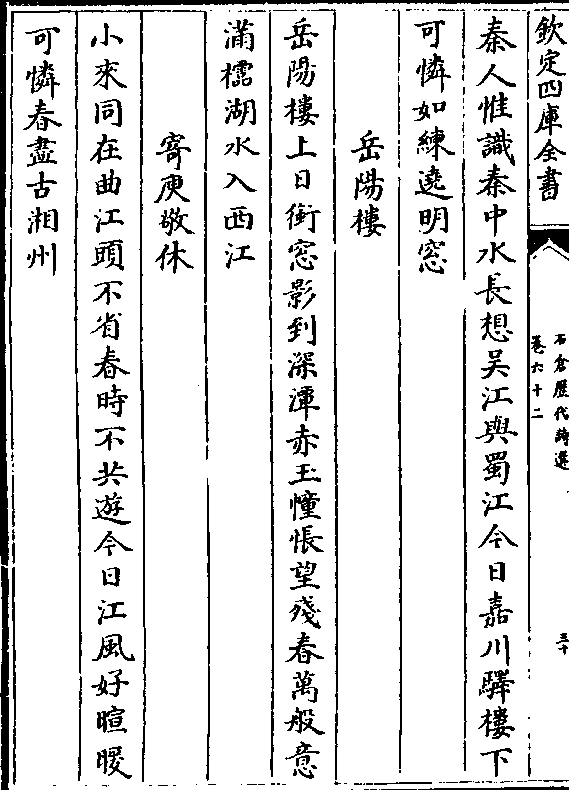 欽定四庫全書
石倉歴代詩選
卷六十二
三十
秦人惟識秦中水長想吴江與蜀江今日嘉川驛樓下
可憐如練遶明窓
岳陽樓
岳陽樓上日銜窓影到深潭赤玉幢悵望殘春萬般意
滿櫺湖水入西江
寄庾敬休
小來同在曲江頭不省春時不共遊今日江風好暄暖
可憐春盡古湘州